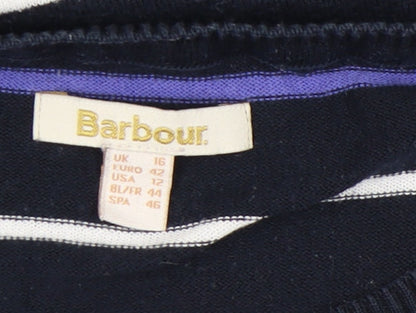 Barbour.
UK 16
EURO 42
USA 12
BL/FR 44
SPA 46